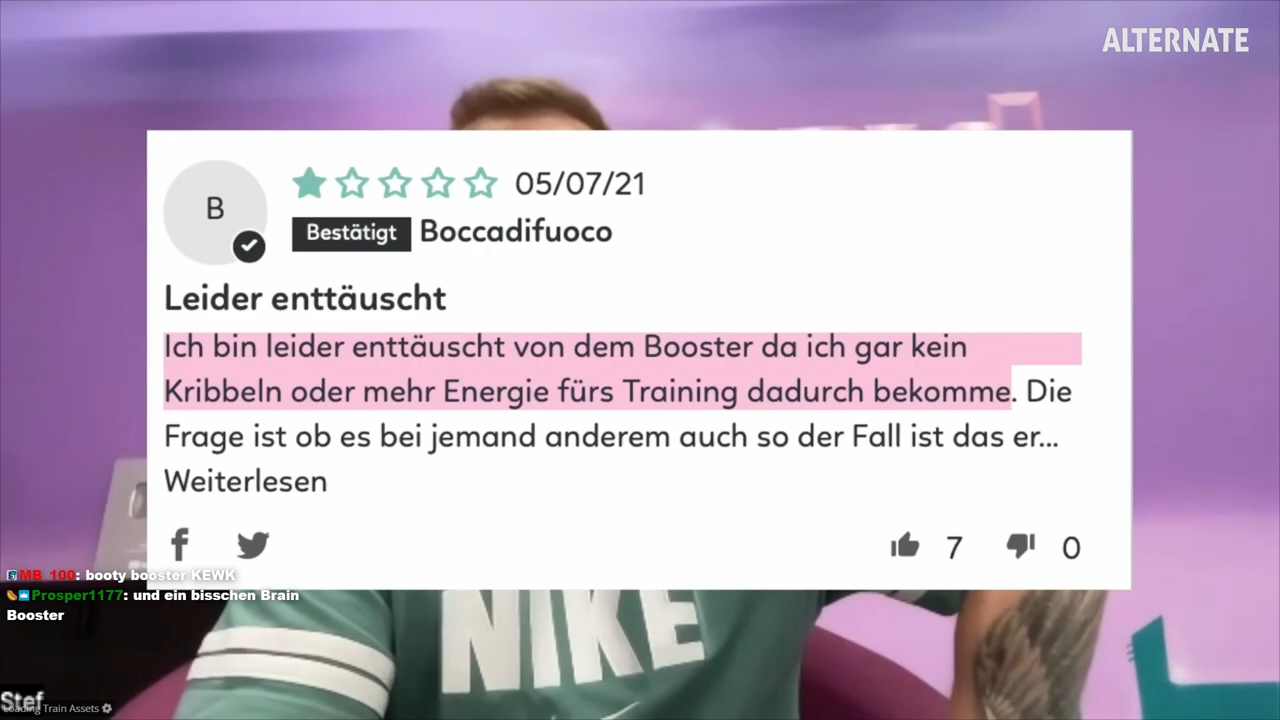 ALTERNATE
B
05/07/21
Bestätigt Boccadifuoco
Leider enttäuscht
Ich bin leider enttäuscht von dem Booster da ich gar kein
Kribbeln oder mehr Energie fürs Training dadurch bekomme. Die
Frage ist ob es bei jemand anderem auch so der Fall ist das er...
Weiterlesen
7 0
MB_100: booty booster KEWK
Prosper1177: und ein bisschen Brain
Booster
NIKE
Stef
Loading Train Assets